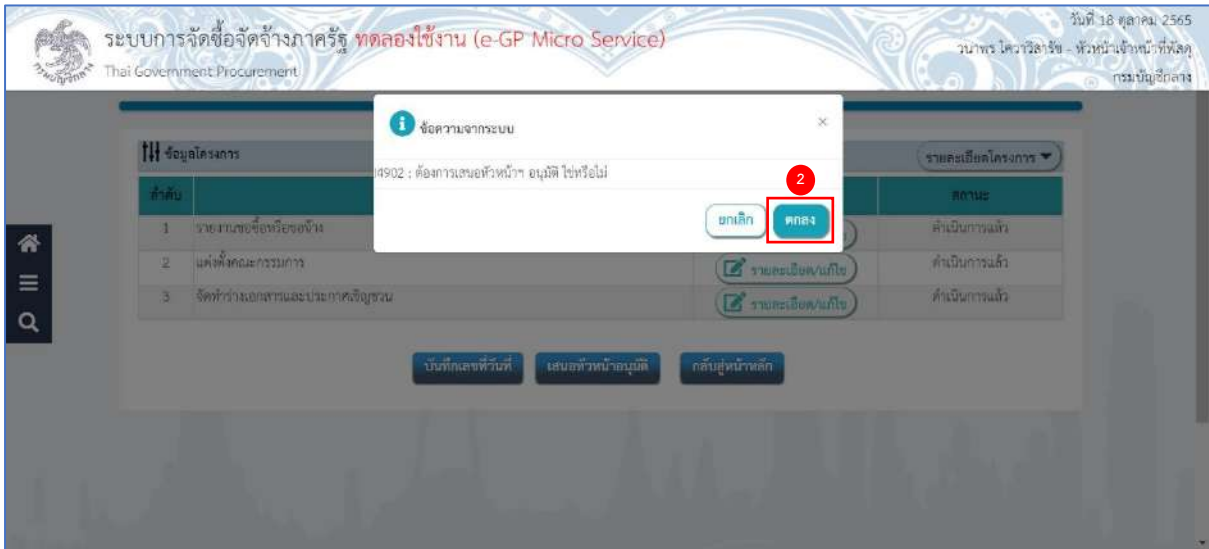 วันที่ 18 ตุลาคม 2565
ระบบการจัดซื้อจัดจ้างภาครัฐ ทดลองใช้งาน (e-GP Micro Service)
วนาพร ไควาวิสารัช - หัวหน้าเจ้าหน้าที่พัสดุ
Thai Government Procurement
กรมบัญชีกลาง
กรมบัญชีกลาง
ข้อความจากระบบ
×
ข้อมูลโครงการ
รายละเอียดโครงการ
4902 : ต้องการเสนอหัวหน้าฯ อนุมัติ ใช่หรือไม่
2
ลำดับ
สถานะ
ยกเลิก ตกลง
1 รายงานขอซื้อหรือขอจ้าง ดำเนินการแล้ว
2 แต่งตั้งคณะกรรมการ รายละเอียด/แก้ไข ดำเนินการแล้ว
3 จัดทำร่างเอกสารและประกาศเชิญชวน รายละเอียด/แก้ไข ดำเนินการแล้ว
บันทึกเลขที่วันที่ เสนอหัวหน้าอนุมัติ กลับสู่หน้าหลัก